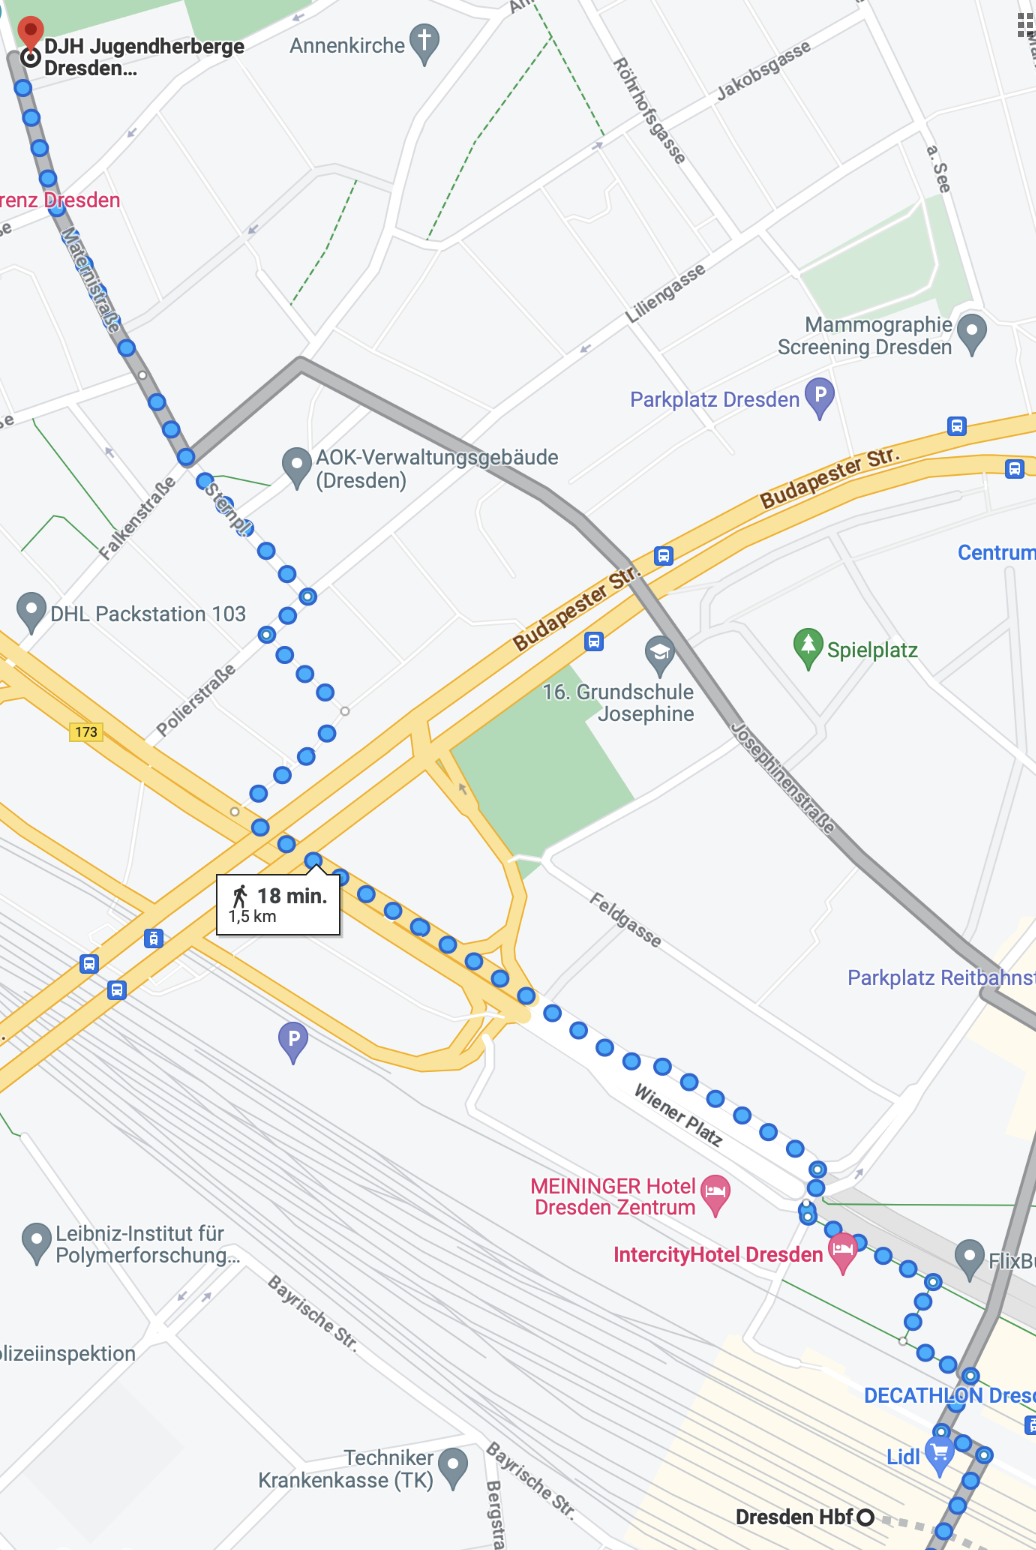 DJH Jugendherberge
Dresden...
Annenkirche
Röhrhofsgasse
Jakobsgasse
a. See
renz Dresden
Maternistraße
Liliengasse
Mammographie
Screening Dresden
Parkplatz Dresden
P
AOK-Verwaltungsgebäude
(Dresden)
Budapester Str.
Falkenstraße
Sternpl.
Centrum
DHL Packstation 103
Budapester Str.
Spielplatz
16. Grundschule
Josephine
Polierstraße
173
Josephinenstraße
18 min.
1,5 km
Feldgasse
Parkplatz Reitbahnst
P
Wiener Platz
MEININGER Hotel
Dresden Zentrum
IntercityHotel Dresden
Leibniz-Institut für
Polymerforschung...
FlixBu
Bayrische Str.
olizeiinspektion
DECATHLON Dresd
Lidl
Techniker
Krankenkasse (TK)
Bayrische Str.
Bergstra
Dresden Hbf